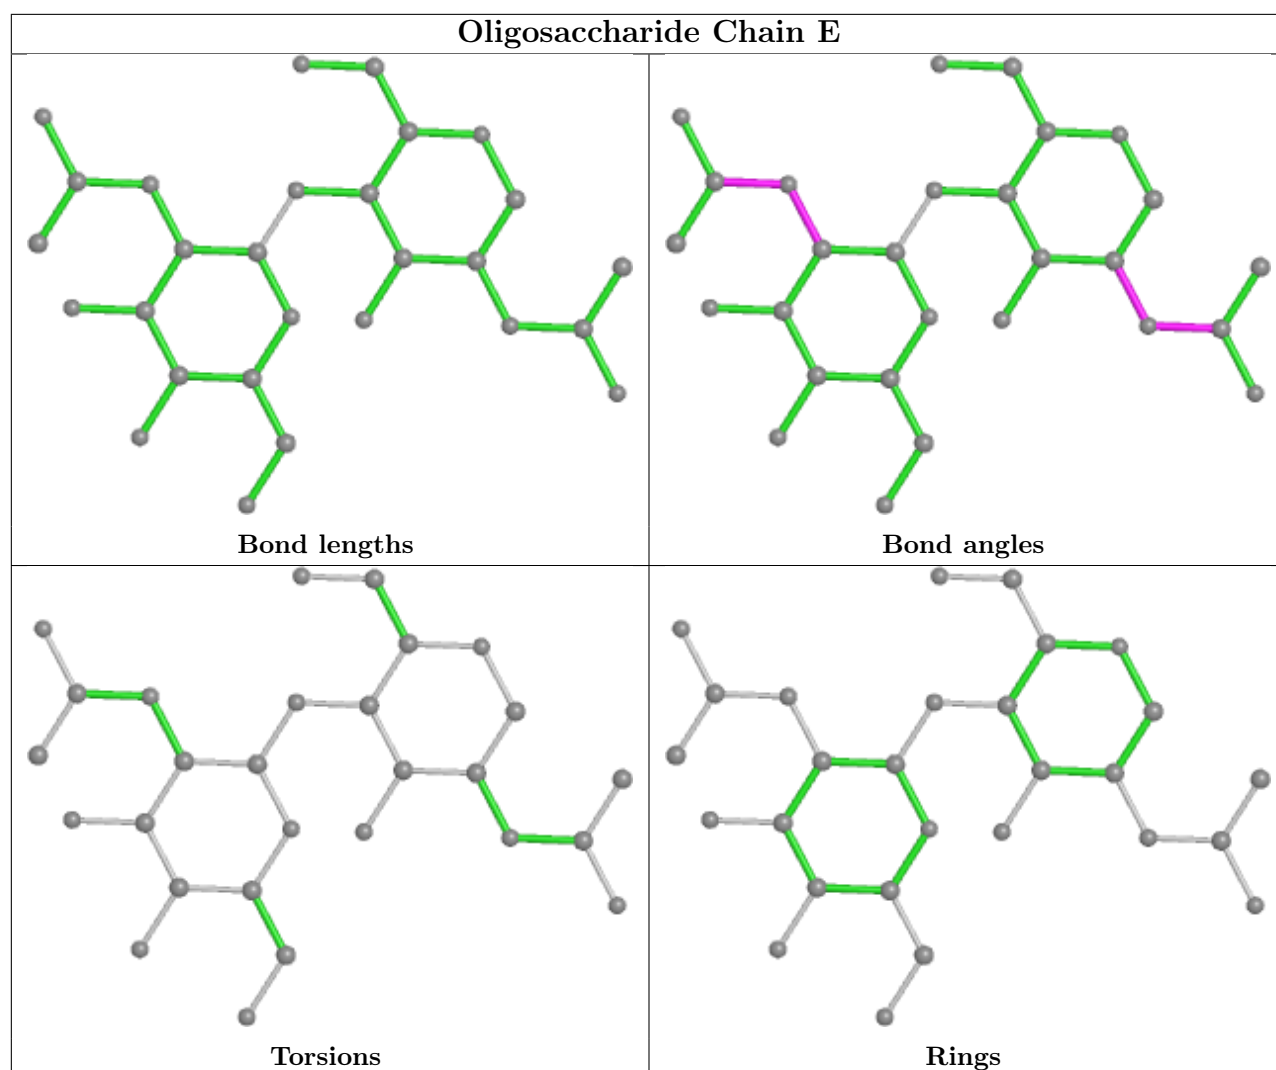 Oligosaccharide Chain E
Bond lengths
Bond angles
Torsions
Rings